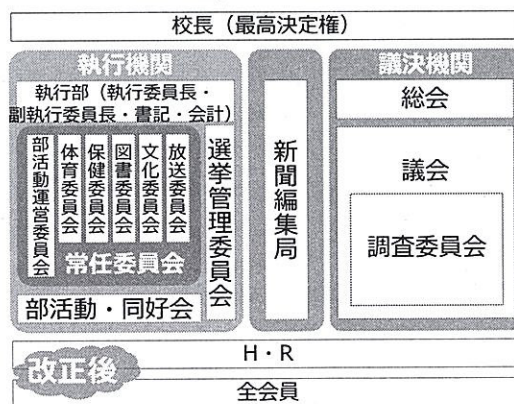 校長（最高決定権）
執行機関
執行部（執行委員長・
副執行委員長・書記・会計）
部活動運営委員会
体育委員会
保健委員会
図書委員会
文化委員会
放送委員会
常任委員会
選挙管理委員会
部活動・同好会
新聞編集局
議決機関
総会
議会
調査委員会
H・R
改正後
全会員